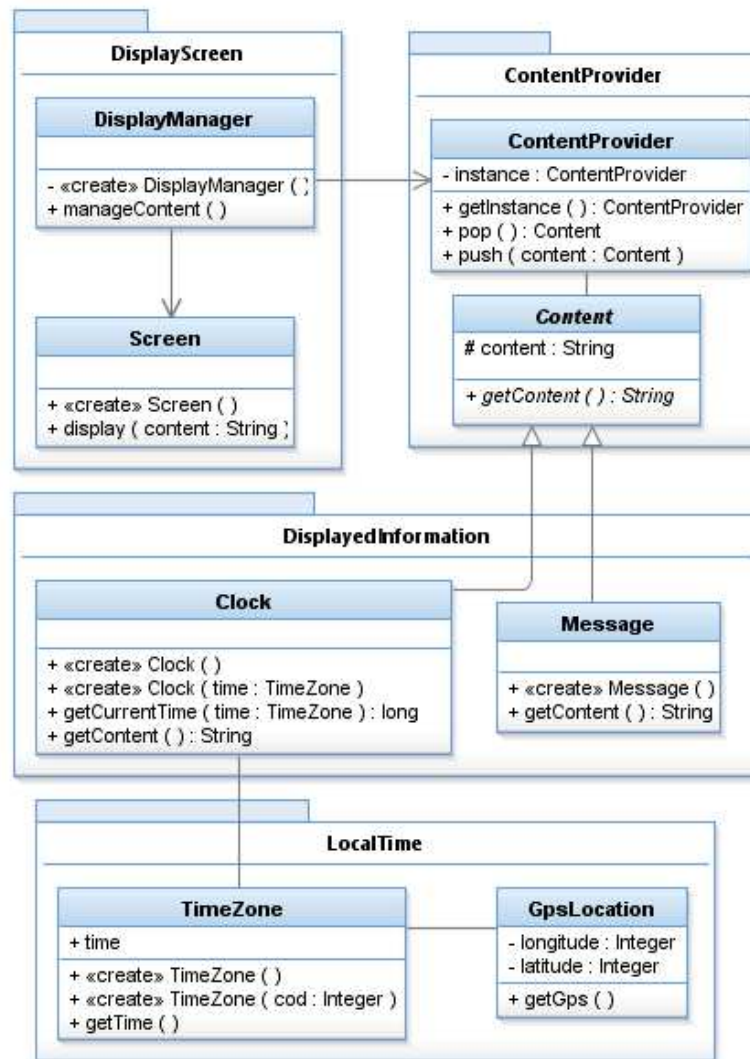 DisplayScreen
DisplayManager
- «create» DisplayManager ( )
+ manageContent ( )
Screen
+ «create» Screen ( )
+ display ( content : String )
ContentProvider
ContentProvider
- instance : ContentProvider
+ getInstance ( ) : ContentProvider
+ pop ( ) : Content
+ push ( content : Content )
Content
# content : String
+ getContent ( ) : String
DisplayedInformation
Clock
+ «create» Clock ( )
+ «create» Clock ( time : TimeZone )
+ getCurrentTime ( time : TimeZone ) : long
+ getContent ( ) : String
Message
+ «create» Message ( )
+ getContent ( ) : String
LocalTime
TimeZone
+ time
+ «create» TimeZone ( )
+ «create» TimeZone ( cod : Integer )
+ getTime ( )
GpsLocation
- longitude : Integer
- latitude : Integer
+ getGps ( )